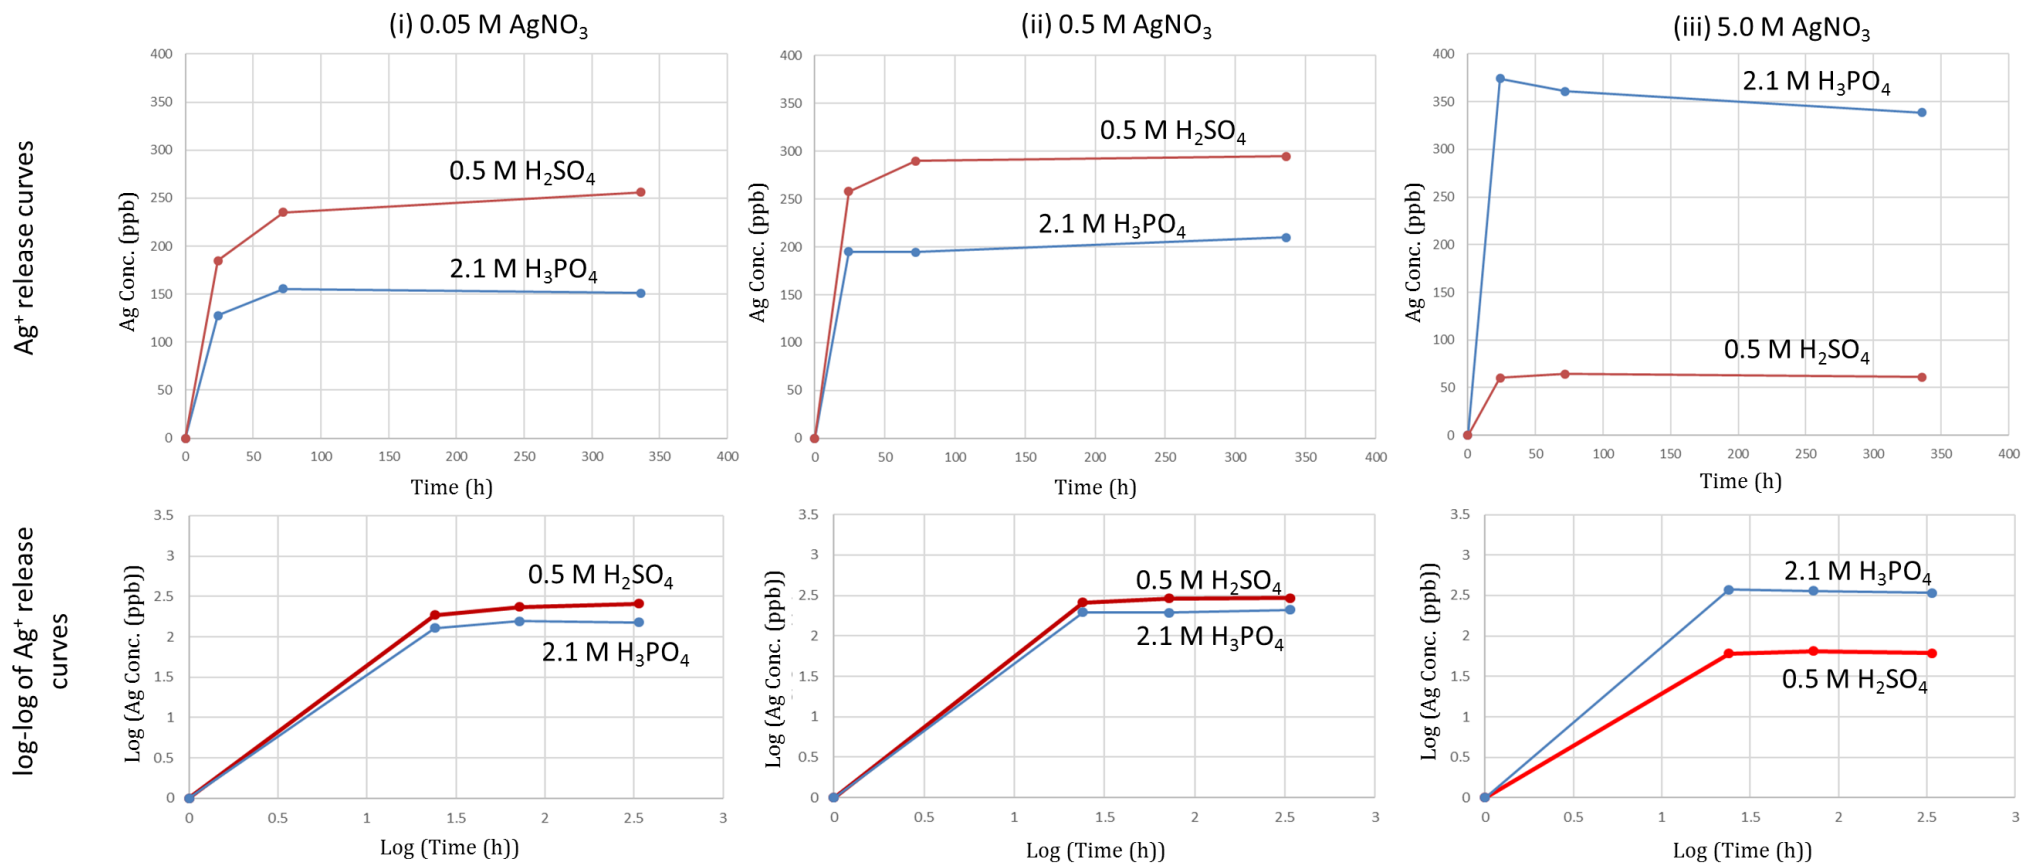 (i) 0.05 M AgNO₃
(ii) 0.5 M AgNO₃
(iii) 5.0 M AgNO₃
Ag⁺ release curves
Ag Conc. (ppb)
400
350
300
250
200
150
100
50
0
0 50 100 150 200 250 300 350 400
Time (h)
0.5 M H₂SO₄
2.1 M H₃PO₄
Ag Conc. (ppb)
400
350
300
250
200
150
100
50
0
0 50 100 150 200 250 300 350 400
Time (h)
0.5 M H₂SO₄
2.1 M H₃PO₄
Ag Conc. (ppb)
400
350
300
250
200
150
100
50
0
0 50 100 150 200 250 300 350 400
Time (h)
2.1 M H₃PO₄
0.5 M H₂SO₄
log-log of Ag⁺ release
curves
Log (Ag Conc. (ppb))
3.5
3
2.5
2
1.5
1
0.5
0
0 0.5 1 1.5 2 2.5 3
Log (Time (h))
0.5 M H₂SO₄
2.1 M H₃PO₄
Log (Ag Conc. (ppb))
3.5
3
2.5
2
1.5
1
0.5
0
0 0.5 1 1.5 2 2.5 3
Log (Time (h))
0.5 M H₂SO₄
2.1 M H₃PO₄
Log (Ag Conc. (ppb))
3.5
3
2.5
2
1.5
1
0.5
0
0 0.5 1 1.5 2 2.5 3
Log (Time (h))
2.1 M H₃PO₄
0.5 M H₂SO₄